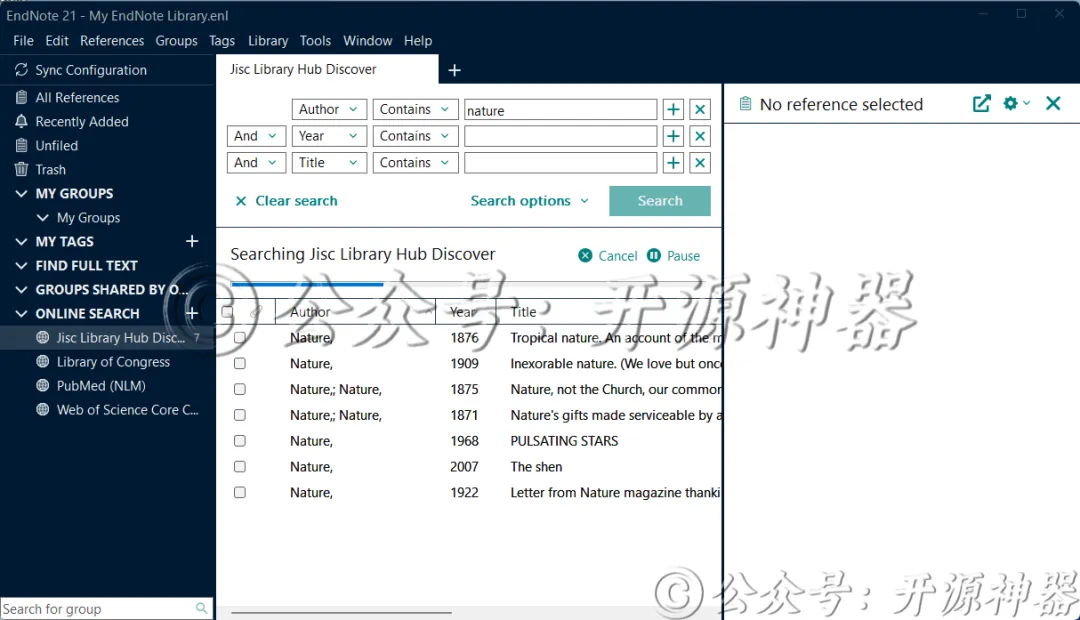 EndNote 21 - My EndNote Library.enl
File Edit References Groups Tags Library Tools Window Help
Sync Configuration
All References
Recently Added
Unfiled
Trash
MY GROUPS
My Groups
MY TAGS
FIND FULL TEXT
GROUPS SHARED BY O...
ONLINE SEARCH
Jisc Library Hub Disc... 7
Library of Congress
PubMed (NLM)
Web of Science Core C...
Search for group
Jisc Library Hub Discover
Author Contains nature
And Year Contains
And Title Contains
Clear search Search options Search
Searching Jisc Library Hub Discover Cancel Pause
Author Year Title
Nature, 1876 Tropical nature. An account of the m
Nature, 1909 Inexorable nature. (We love but once
Nature,; Nature, 1875 Nature, not the Church, our common
Nature,; Nature, 1871 Nature's gifts made serviceable by a
Nature, 1968 PULSATING STARS
Nature, 2007 The shen
Nature, 1922 Letter from Nature magazine thanki
No reference selected
©公众号：开源神器
©公众号：开源神器